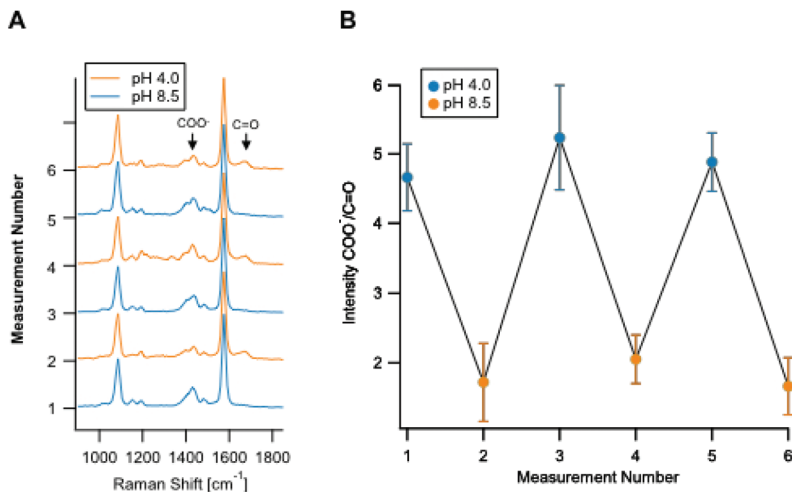 A
B
pH 4.0
pH 8.5
COO⁻
C=O
Measurement Number
6
5
4
3
2
1
1000
1200
1400
1600
1800
Raman Shift [cm⁻¹]
pH 4.0
pH 8.5
Intensity COO⁻/C=O
6
5
4
3
2
1
2
3
4
5
6
Measurement Number